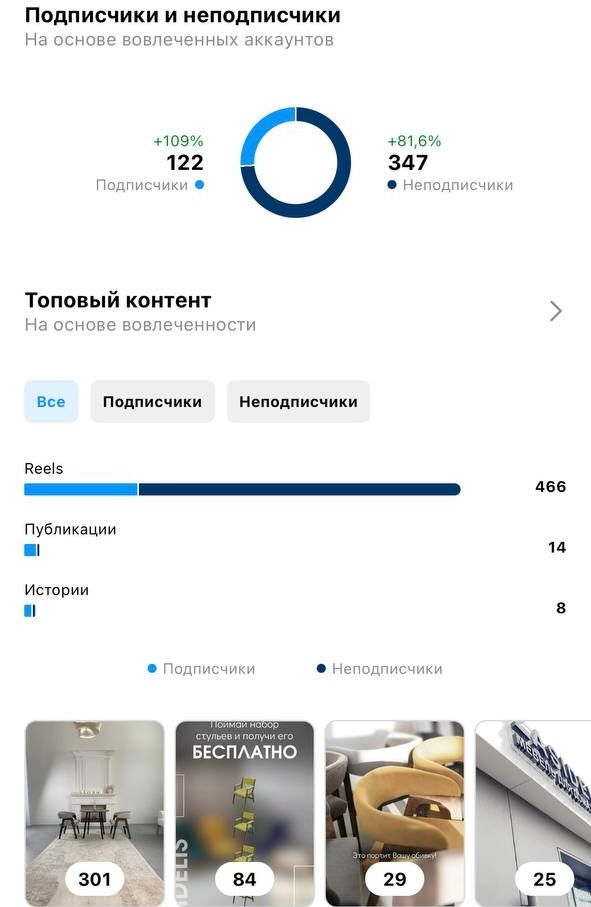 Подписчики и неподписчики
На основе вовлеченных аккаунтов
+109%
122
Подписчики
+81,6%
347
Неподписчики
Топовый контент
На основе вовлеченности
Все
Подписчики
Неподписчики
Reels
466
Публикации
14
Истории
8
Подписчики
Неподписчики
Поймай набор
стульев и получи его
БЕСПЛАТНО
301
84
Это портит Вашу обивку!
29
25